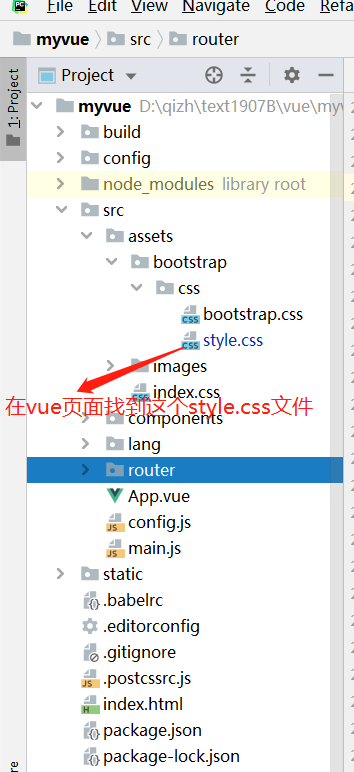 PC File Edit View Navigate Code Refa
myvue src router
1: Project
Project
myvue D:\qizh\text1907B\vue\myv
build
config
node_modules library root
src
assets
bootstrap
css
CSS bootstrap.css
CSS style.css
images
CSS index.css
在vue页面找到这个style.css文件
components
lang
router
App.vue
JS config.js
JS main.js
static
.babelrc
.editorconfig
.gitignore
JS .postcssrc.js
H index.html
package.json
package-lock.json